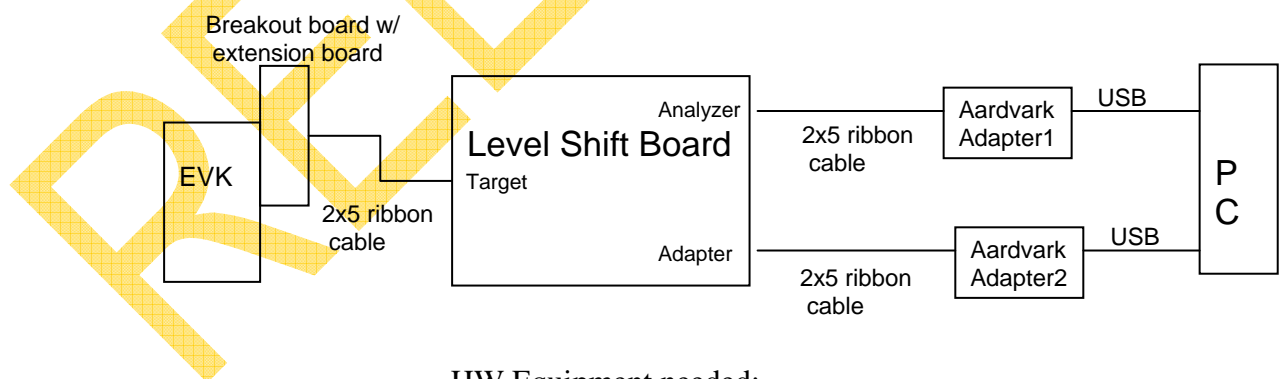 Breakout board w/
extension board
EVK
2x5 ribbon
cable
Level Shift Board
Target
Analyzer
Adapter
2x5 ribbon
cable
Aardvark
Adapter1
USB
2x5 ribbon
cable
Aardvark
Adapter2
USB
P
C
HW Equipment needed: